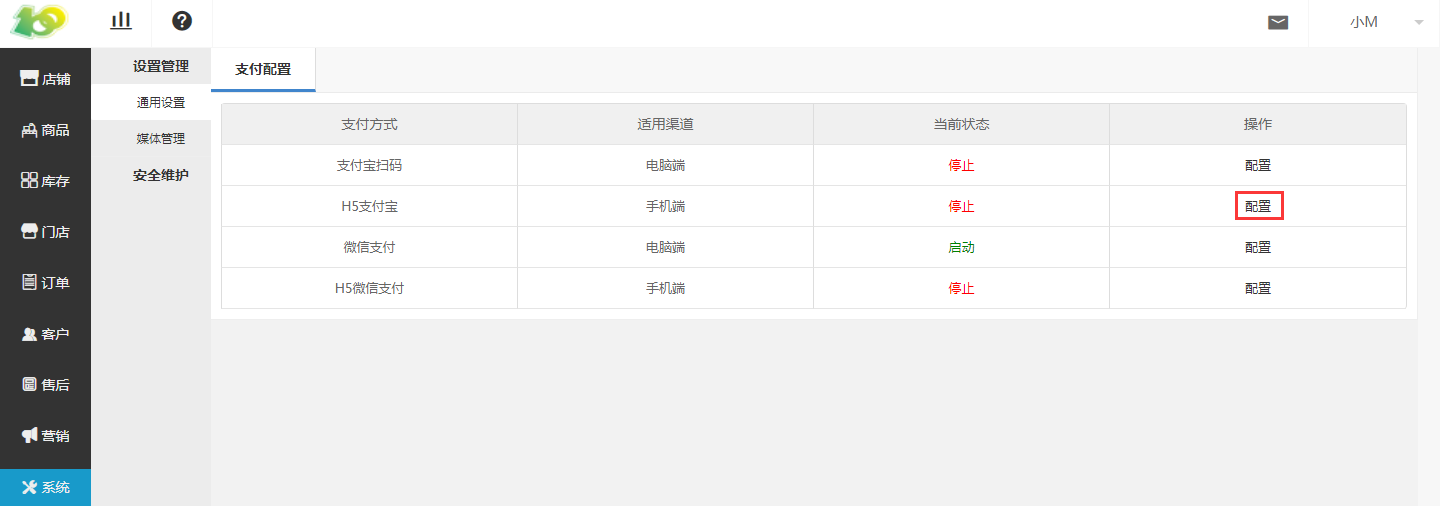 小M
店铺
商品
库存
门店
订单
客户
售后
营销
系统
设置管理
通用设置
媒体管理
安全维护
支付配置
支付方式 适用渠道 当前状态 操作
支付宝扫码 电脑端 停止 配置
H5支付宝 手机端 停止 配置
微信支付 电脑端 启动 配置
H5微信支付 手机端 停止 配置